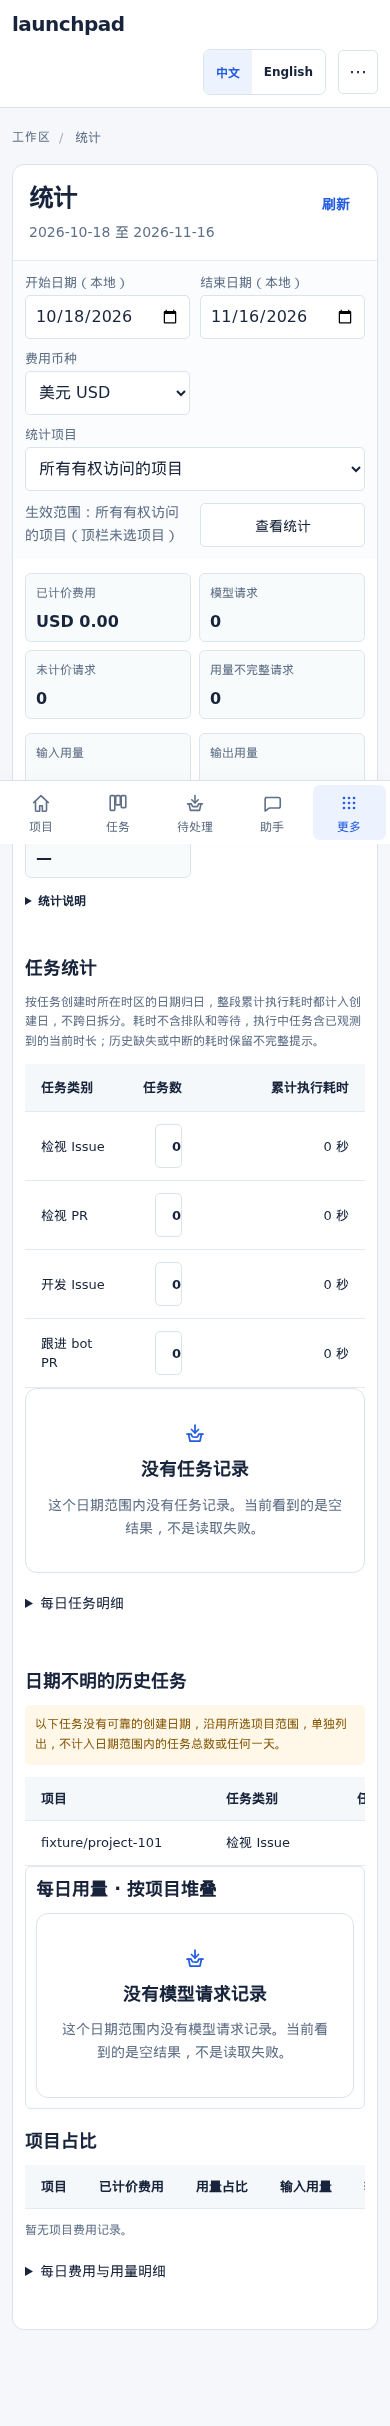 launchpad
中文 English ···
工作区 / 统计
统计
刷新
2026-10-18 至 2026-11-16
开始日期（本地） 结束日期（本地）
10/18/2026 11/16/2026
费用币种
美元 USD
统计项目
所有有权访问的项目
生效范围：所有有权访问
的项目（顶栏未选项目）
查看统计
已计价费用 模型请求
USD 0.00 0
未计价请求 用量不完整请求
0 0
输入用量 输出用量
项目 任务 待处理 助手 更多
—
统计说明
任务统计
按任务创建时所在时区的日期归日，整段累计执行耗时都计入创
建日，不跨日拆分。耗时不含排队和等待，执行中任务含已观测
到的当前时长；历史缺失或中断的耗时保留不完整提示。
任务类别 任务数 累计执行耗时
检视 Issue 0 0 秒
检视 PR 0 0 秒
开发 Issue 0 0 秒
跟进 bot
PR 0 0 秒
没有任务记录
这个日期范围内没有任务记录。当前看到的是空
结果，不是读取失败。
每日任务明细
日期不明的历史任务
以下任务没有可靠的创建日期，沿用所选项目范围，单独列
出，不计入日期范围内的任务总数或任何一天。
项目 任务类别
fixture/project-101 检视 Issue
每日用量 · 按项目堆叠
没有模型请求记录
这个日期范围内没有模型请求记录。当前看
到的是空结果，不是读取失败。
项目占比
项目 已计价费用 用量占比 输入用量
暂无项目费用记录。
每日费用与用量明细